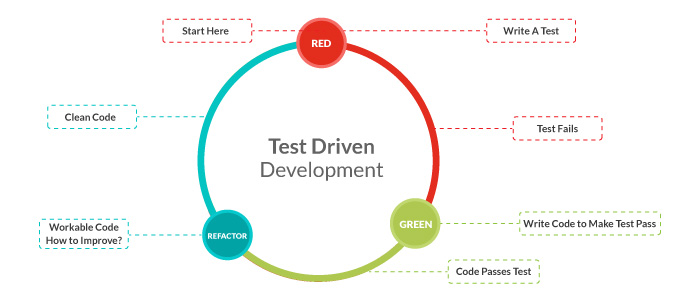 Start Here
RED
Write A Test
Clean Code
Test Fails
Test Driven
Development
Workable Code
How to Improve?
REFACTOR
GREEN
Write Code to Make Test Pass
Code Passes Test